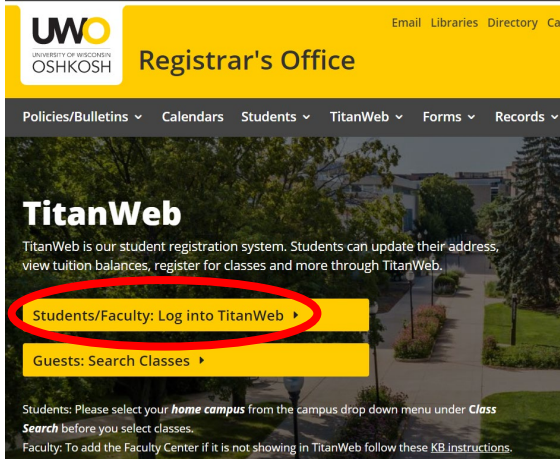 Email Libraries Directory
UWO
UNIVERSITY OF WISCONSIN
OSHKOSH
Registrar's Office
Policies/Bulletins Calendars Students TitanWeb Forms Records
TitanWeb
TitanWeb is our student registration system. Students can update their address,
view tuition balances, register for classes and more through TitanWeb.
Students/Faculty: Log into TitanWeb
Guests: Search Classes
Students: Please select your home campus from the campus drop down menu under Class
Search before you select classes.
Faculty: To add the Faculty Center if it is not showing in TitanWeb follow these KB instructions.